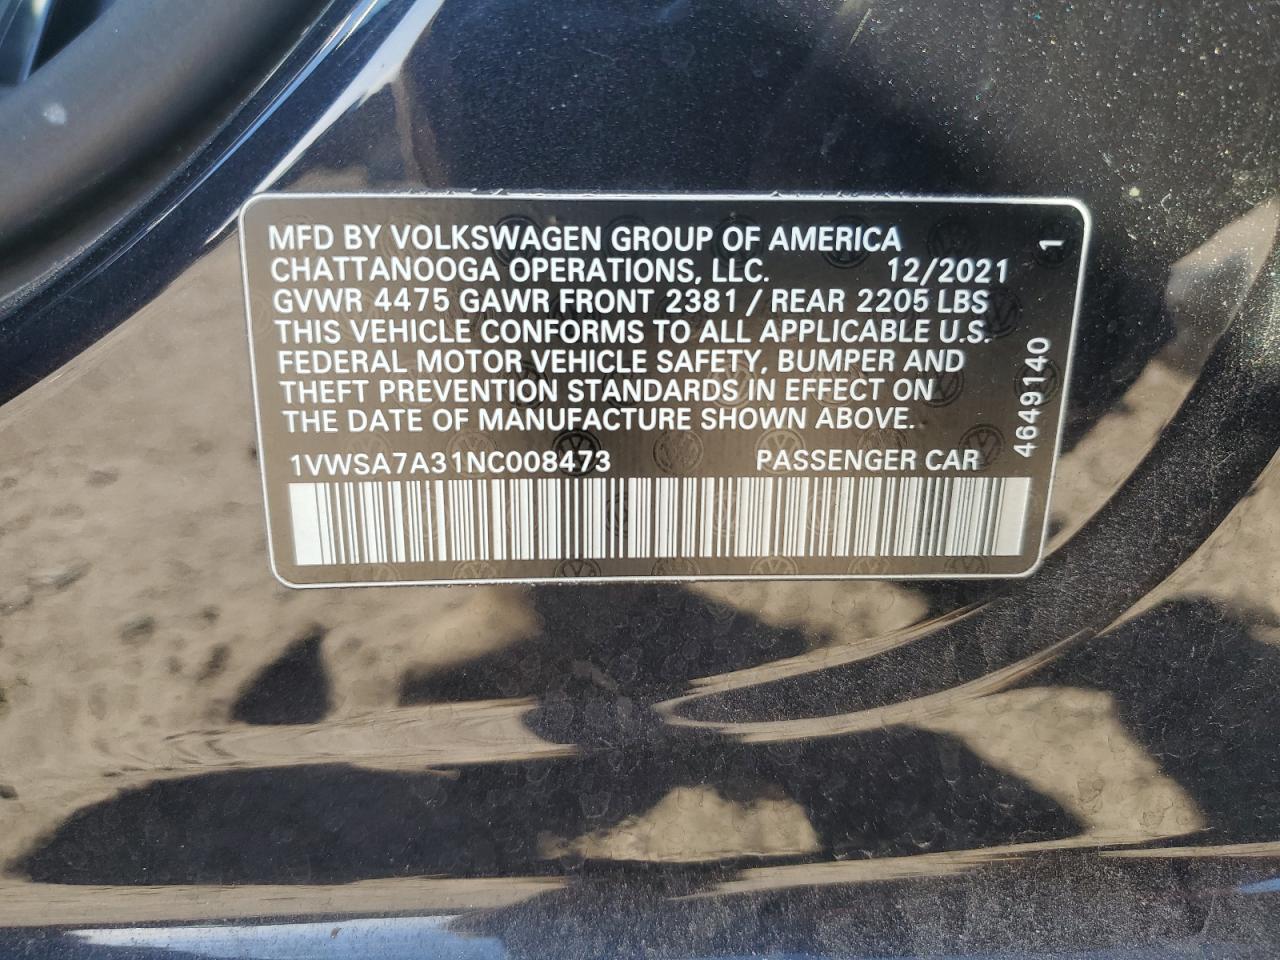 MFD BY VOLKSWAGEN GROUP OF AMERICA
CHATTANOOGA OPERATIONS, LLC. 12/2021
GVWR 4475 GAWR FRONT 2381 / REAR 2205 LBS
THIS VEHICLE CONFORMS TO ALL APPLICABLE U.S.
FEDERAL MOTOR VEHICLE SAFETY, BUMPER AND
THEFT PREVENTION STANDARDS IN EFFECT ON
THE DATE OF MANUFACTURE SHOWN ABOVE.
1VWSA7A31NC008473 PASSENGER CAR
4649140 1